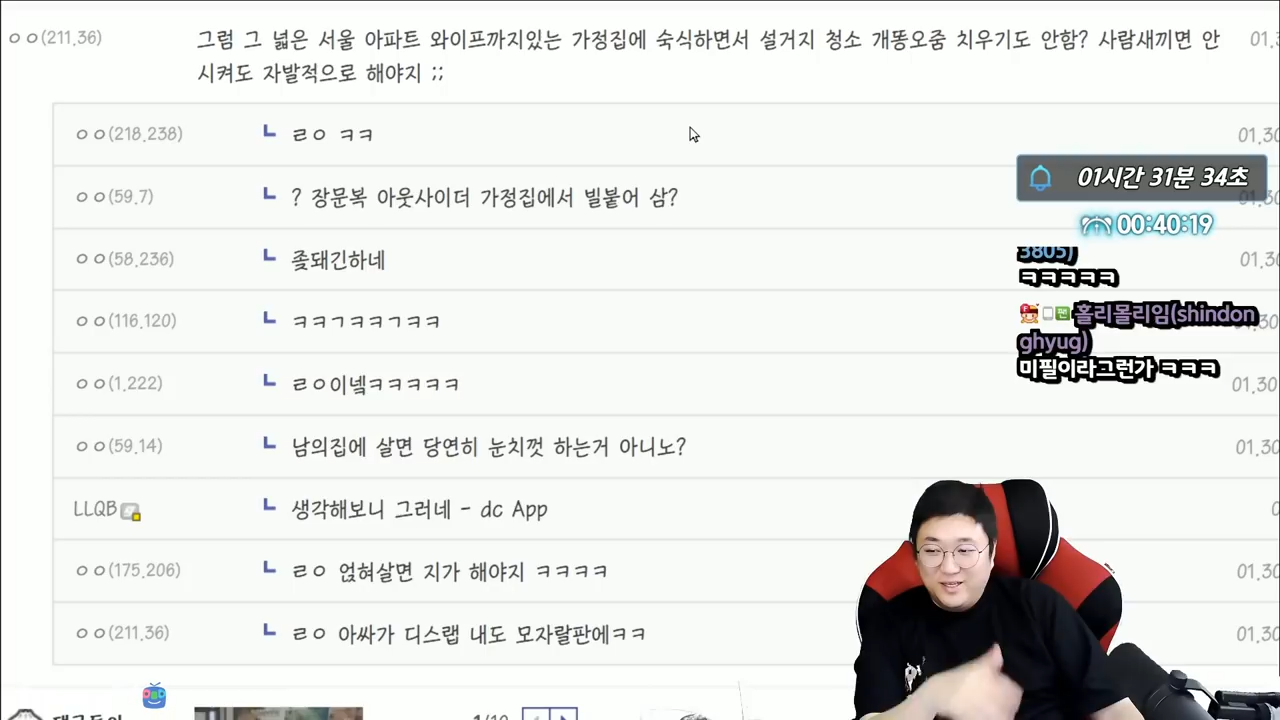 ㅇㅇ(211.36) 그럼 그 넓은 서울 아파트 와이프까지있는 가정집에 숙식하면서 설거지 청소 개똥오줌 치우기도 안함? 사람새끼면 안 01.3
시켜도 자발적으로 해야지 ;;
ㅇㅇ(218.238) ㄹㅇ ㅋㅋ 01.30
01시간 31분 34초
ㅇㅇ(59.7) ? 장문복 아웃사이더 가정집에서 빌붙어 삼? 01.30
00:40:19
3805)
ㅇㅇ(58.236) 좆돼긴하네 01.30
ㅋㅋㅋㅋㅋ
홀리몰리임(shindon
ㅇㅇ(116.120) ㅋㅋㄱㅋㅋㄱㅋㅋ
ghyug)
미필이라그런가 ㅋㅋㅋ
ㅇㅇ(1.222) ㄹㅇ이넼ㅋㅋㅋㅋㅋ 01.30
ㅇㅇ(59.14) 남의집에 살면 당연히 눈치껏 하는거 아니노? 01.30
LLQB 생각해보니 그러네 - dc App
ㅇㅇ(175.206) ㄹㅇ 얹혀살면 지가 해야지 ㅋㅋㅋㅋ 01.30
ㅇㅇ(211.36) ㄹㅇ 아싸가 디스랩 내도 모자랄판에ㅋㅋ 01.30
1/10